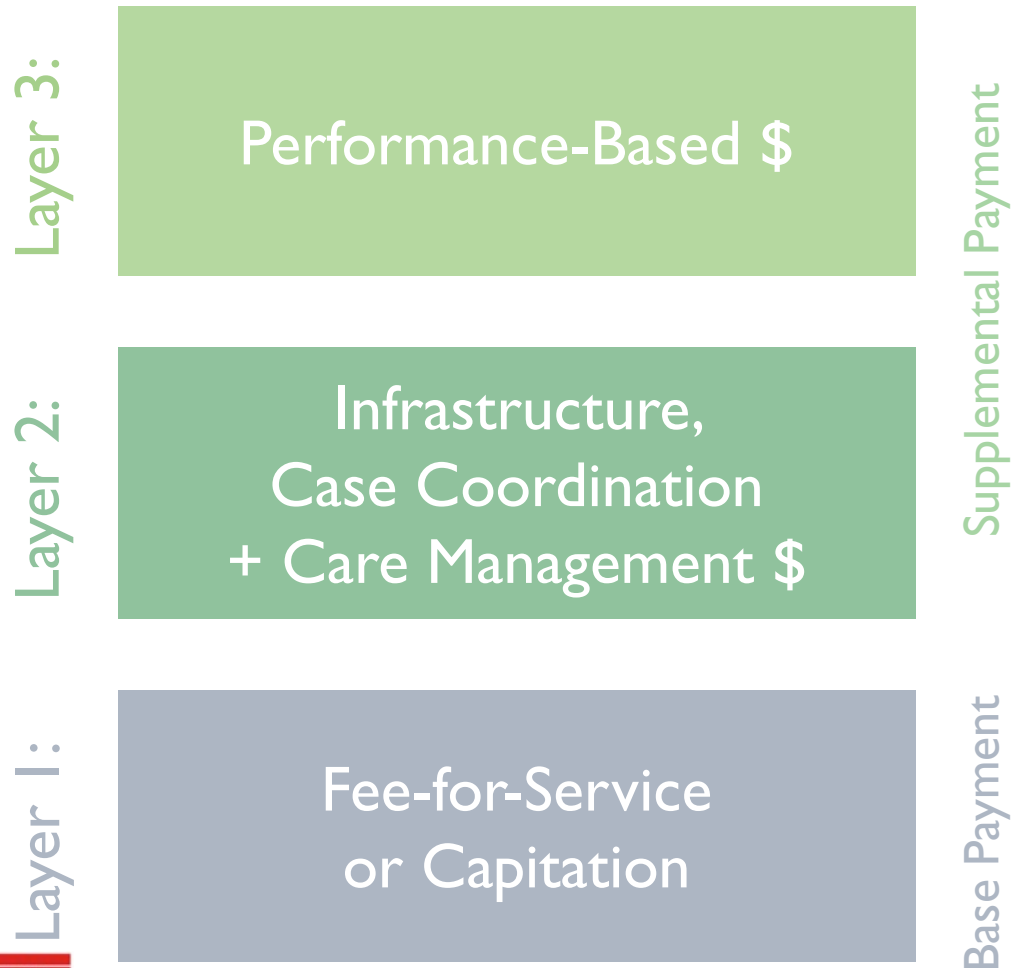 Layer 3:
Performance-Based $
Supplemental Payment
Layer 2:
Infrastructure,
Case Coordination
+ Care Management $
Layer 1:
Fee-for-Service
or Capitation
Base Payment